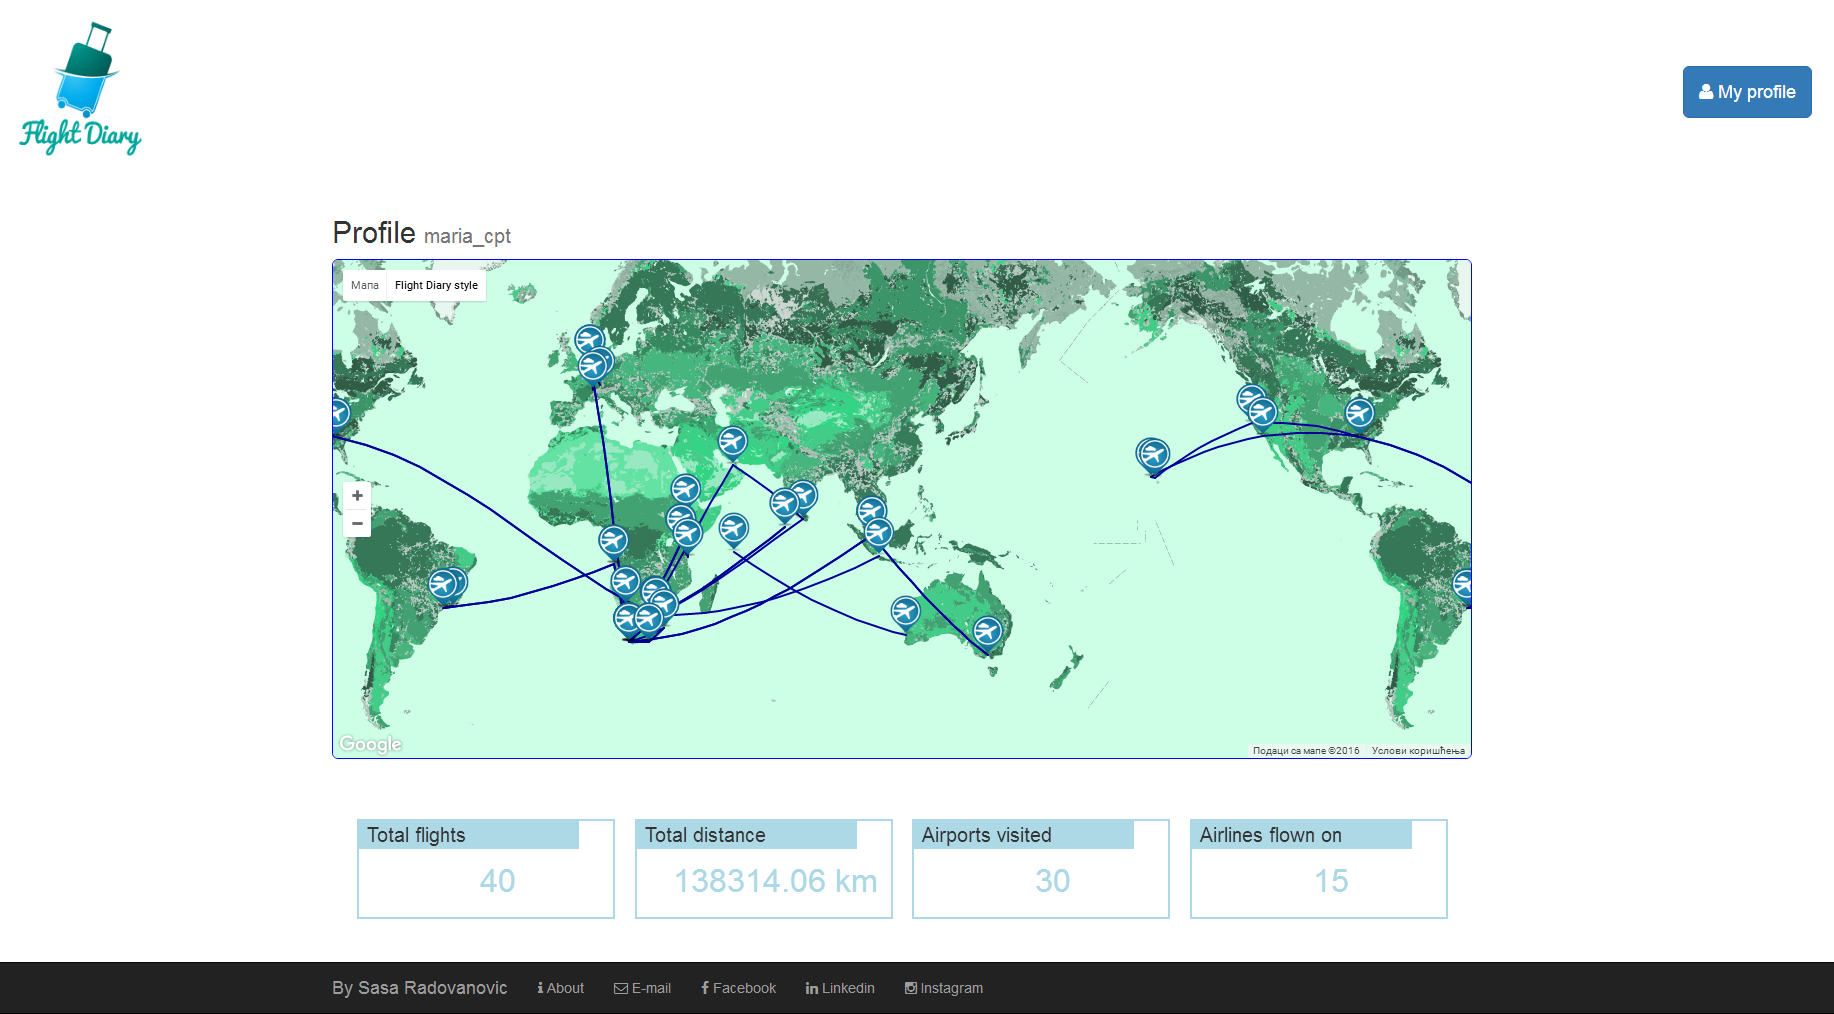 Flight Diary
My profile
Profile maria_cpt
Мапа
Flight Diary style
+
−
Google
Подаци са мапе ©2016
Услови коришћења
Total flights
40
Total distance
138314.06 km
Airports visited
30
Airlines flown on
15
By Sasa Radovanovic
About
E-mail
Facebook
Linkedin
Instagram